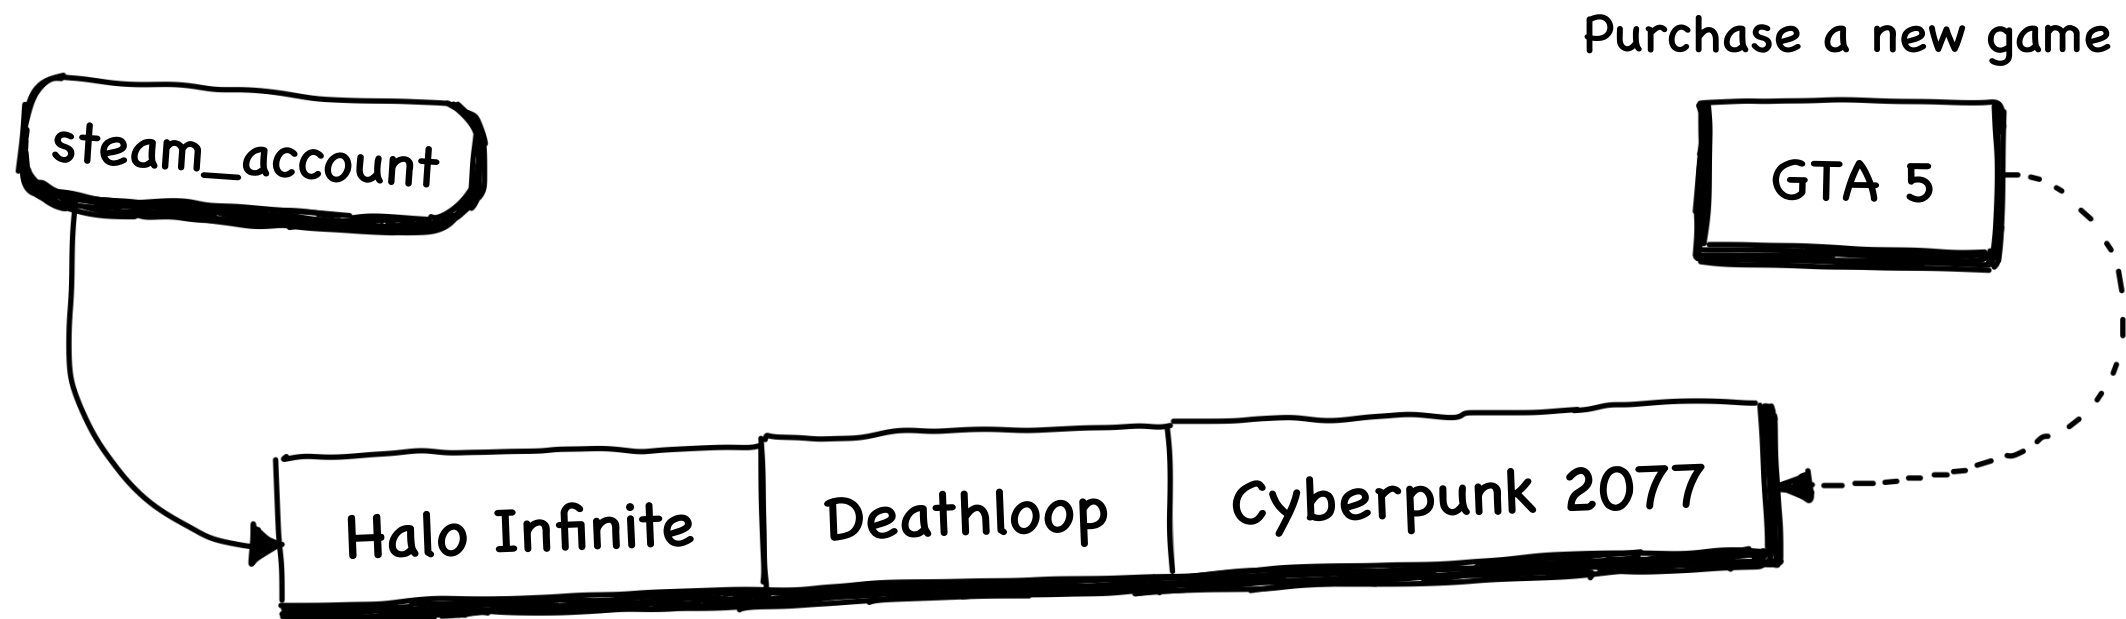 Purchase a new game
steam_account
GTA 5
Halo Infinite
Deathloop
Cyberpunk 2077